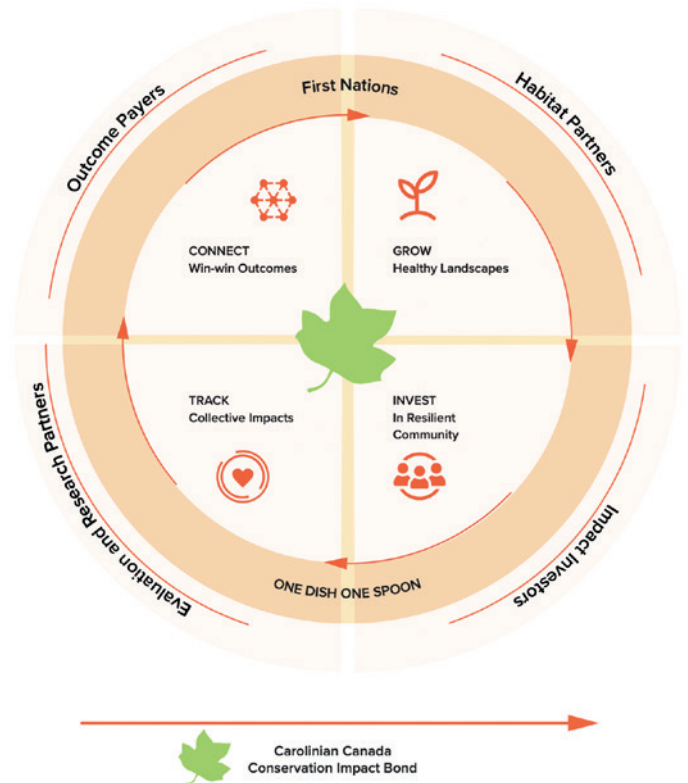 First Nations
Outcome Payers
Habitat Partners
CONNECT
Win-win Outcomes
GROW
Healthy Landscapes
TRACK
Collective Impacts
INVEST
In Resilient
Community
Evaluation and Research Partners
Impact Investors
ONE DISH ONE SPOON
Carolinian Canada
Conservation Impact Bond